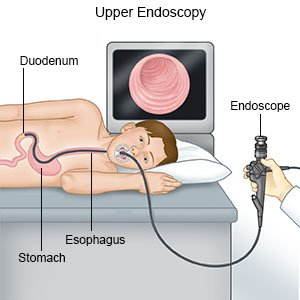 Upper Endoscopy
Duodenum
Endoscope
Esophagus
Stomach